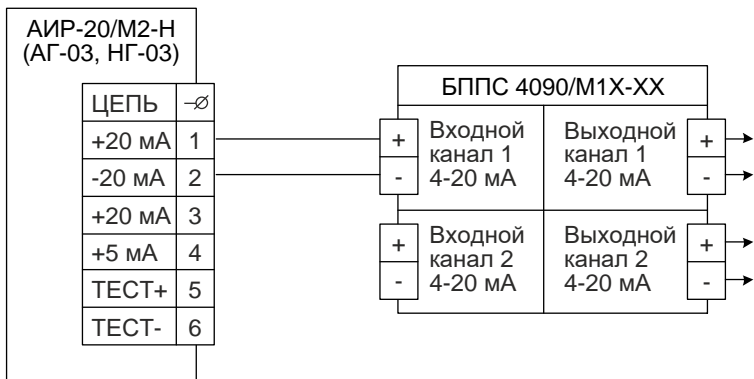 АИР-20/М2-Н
(АГ-03, НГ-03)
ЦЕПЬ
+20 мА 1
-20 мА 2
+20 мА 3
+5 мА 4
ТЕСТ+ 5
ТЕСТ- 6
БППС 4090/М1Х-ХХ
+ Входной канал 1 4-20 мА -
Выходной канал 1 4-20 мА + -
+ Входной канал 2 4-20 мА -
Выходной канал 2 4-20 мА + -